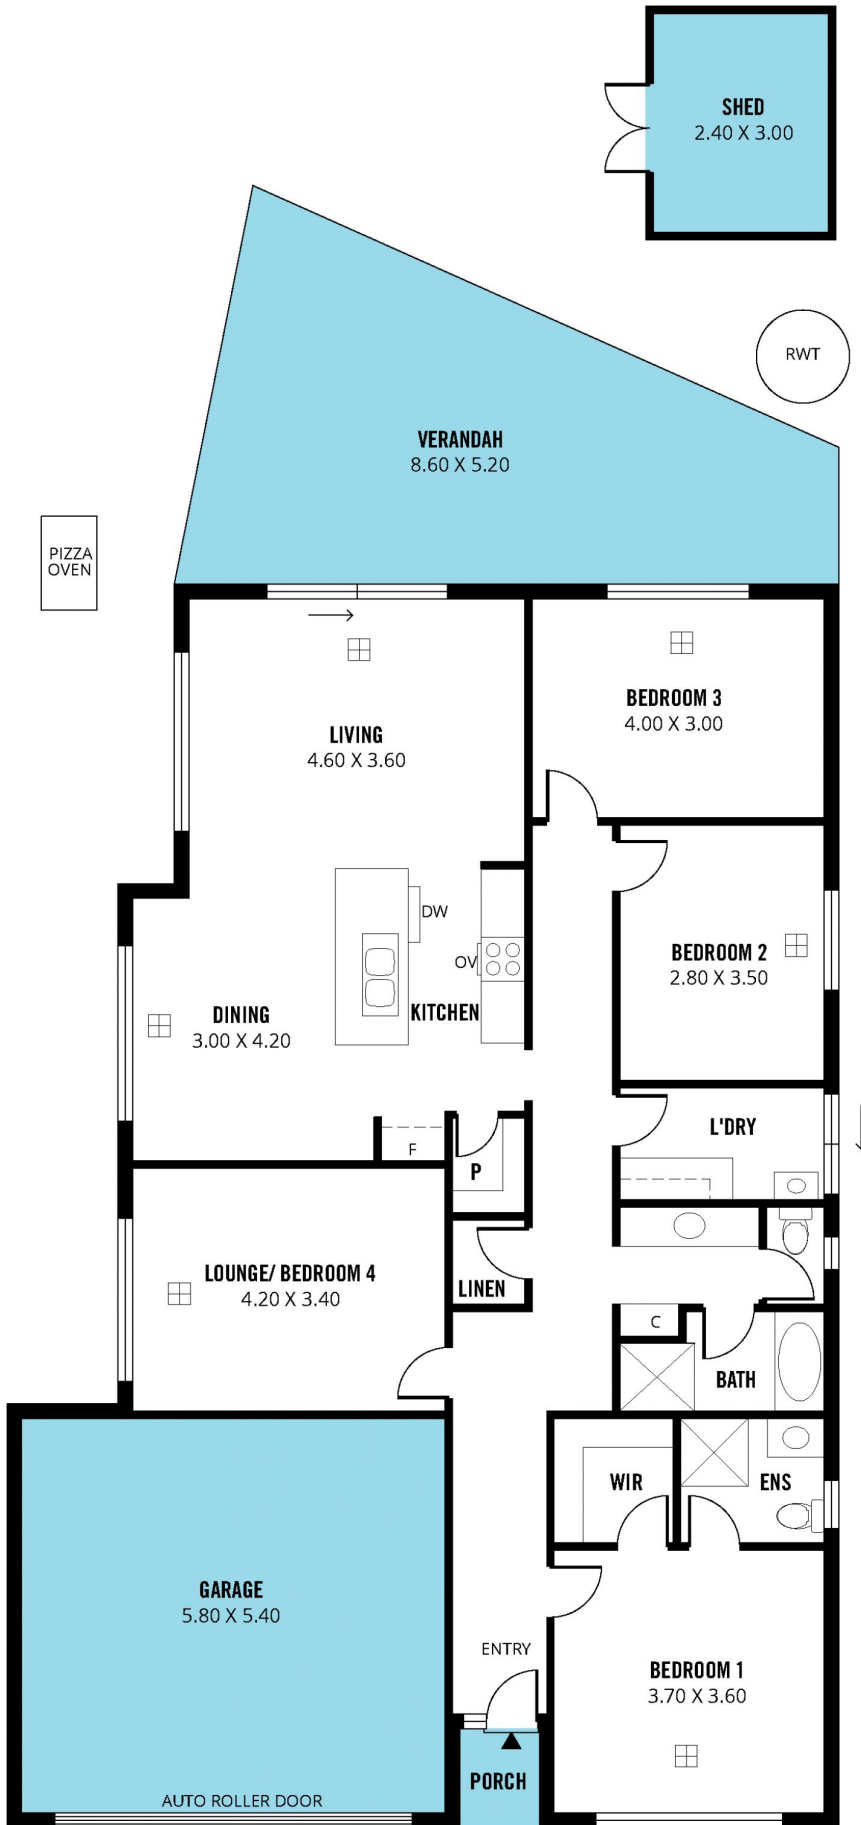 SHED
2.40 X 3.00
RWT
VERANDAH
8.60 X 5.20
PIZZA
OVEN
BEDROOM 3
4.00 X 3.00
LIVING
4.60 X 3.60
DW
OV
BEDROOM 2
2.80 X 3.50
DINING
3.00 X 4.20
KITCHEN
L'DRY
F
P
LOUNGE/ BEDROOM 4
4.20 X 3.40
LINEN
C
BATH
WIR
ENS
GARAGE
5.80 X 5.40
ENTRY
BEDROOM 1
3.70 X 3.60
PORCH
AUTO ROLLER DOOR